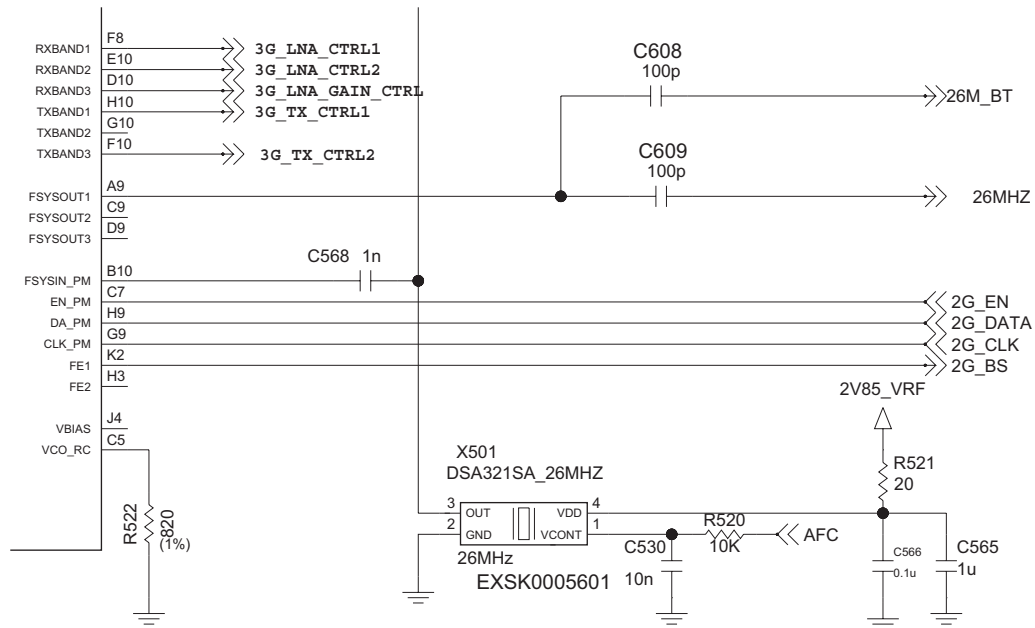 RXBAND1 F8 3G_LNA_CTRL1
RXBAND2 E10 3G_LNA_CTRL2
RXBAND3 D10 3G_LNA_GAIN_CTRL
TXBAND1 H10 3G_TX_CTRL1
TXBAND2 G10
TXBAND3 F10 3G_TX_CTRL2
C608
100p
26M_BT
C609
100p
FSYSOUT1 A9 26MHZ
FSYSOUT2 C9
FSYSOUT3 D9
C568 1n
FSYSIN_PM B10
EN_PM C7 2G_EN
DA_PM H9 2G_DATA
CLK_PM G9 2G_CLK
FE1 K2 2G_BS
FE2 H3
2V85_VRF
VBIAS J4
VCO_RC C5
R522
820
(1%)
X501
DSA321SA_26MHZ
R521
20
3 OUT VDD 4
2 GND VCONT 1
26MHz
EXSK0005601
R520
10K
AFC
C530
10n
C566
0.1u
C565
1u